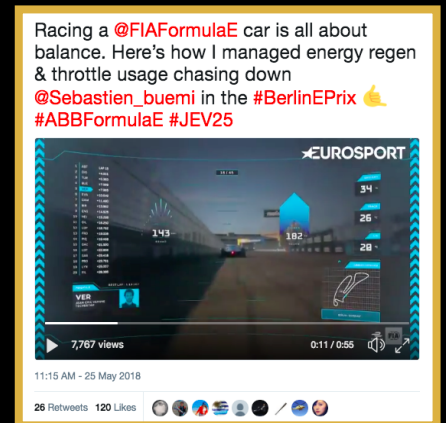 Racing a @FIAFormulaE car is all about
balance. Here's how I managed energy regen
& throttle usage chasing down
@Sebastien_buemi in the #BerlinEPrix
#ABBFormulaE #JEV25
EUROSPORT
34
143
182
26
28
VER
7,767 views
0:11 / 0:55
FIA
11:15 AM - 25 May 2018
26 Retweets 120 Likes